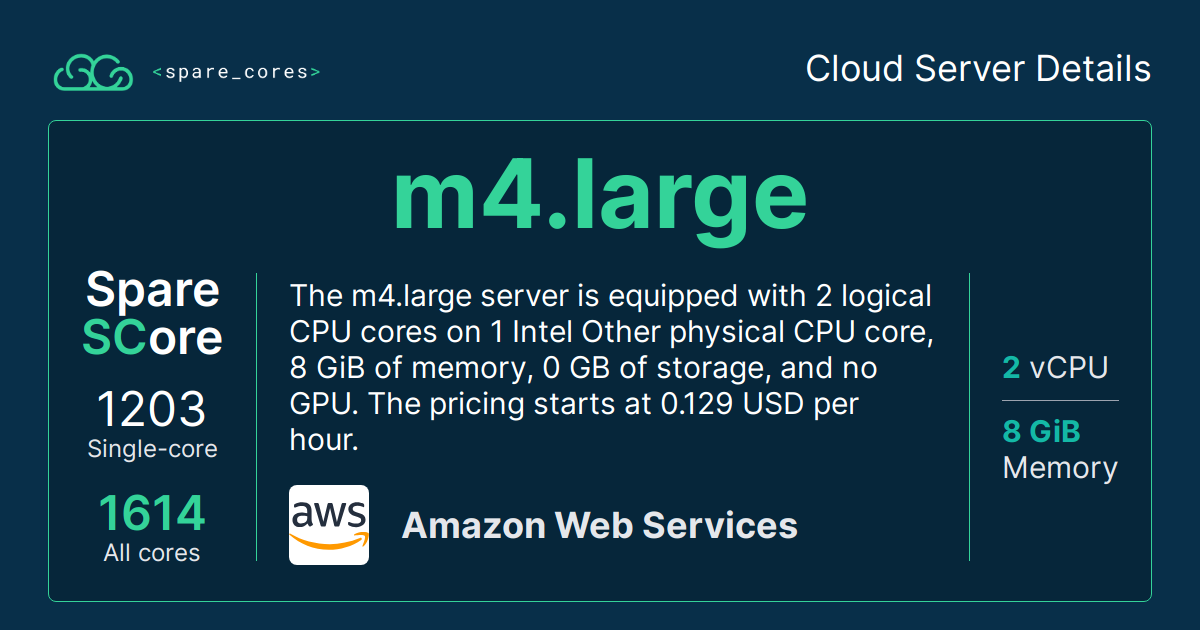 <spare_cores>
Cloud Server Details
m4.large
Spare
SCore
1203
Single-core
1614
All cores
The m4.large server is equipped with 2 logical
CPU cores on 1 Intel Other physical CPU core,
8 GiB of memory, 0 GB of storage, and no
GPU. The pricing starts at 0.129 USD per
hour.
aws
Amazon Web Services
2 vCPU
8 GiB
Memory